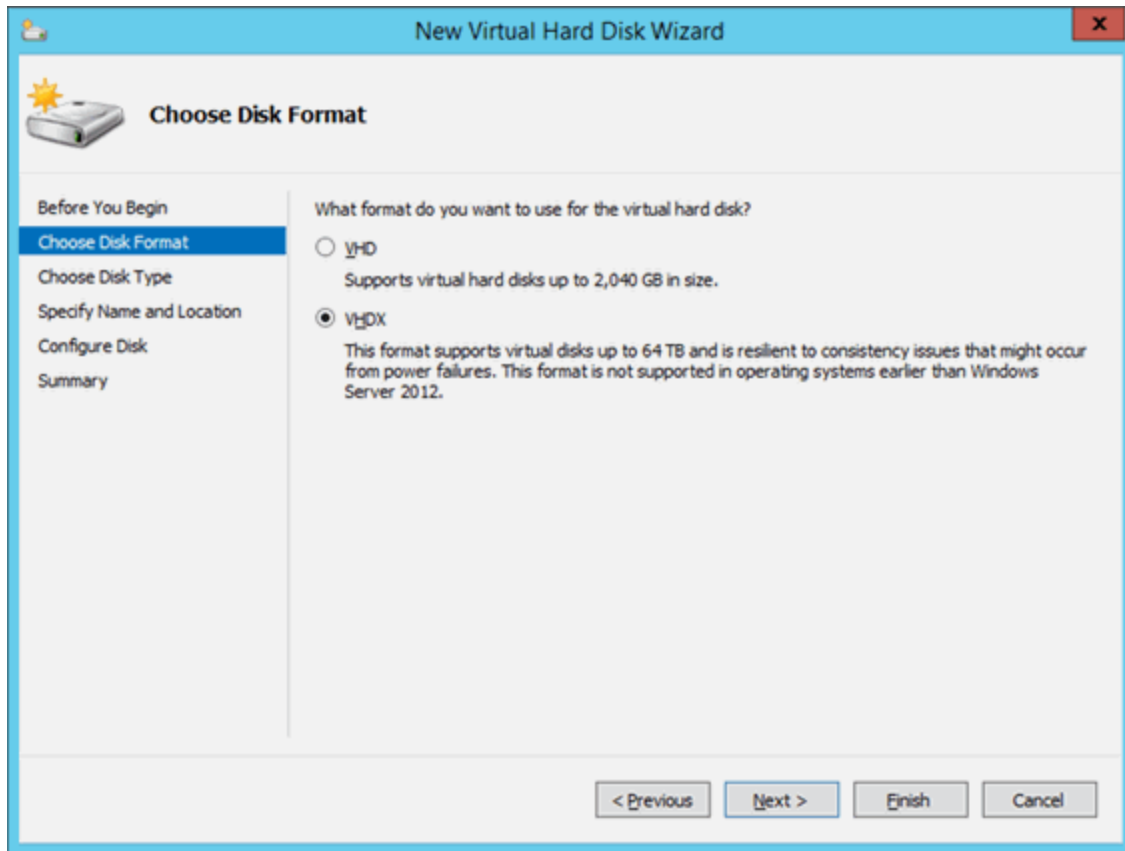 New Virtual Hard Disk Wizard
x
Choose Disk Format
Before You Begin
Choose Disk Format
Choose Disk Type
Specify Name and Location
Configure Disk
Summary
What format do you want to use for the virtual hard disk?
VHD
Supports virtual hard disks up to 2,040 GB in size.
VHDX
This format supports virtual disks up to 64 TB and is resilient to consistency issues that might occur
from power failures. This format is not supported in operating systems earlier than Windows
Server 2012.
< Previous
Next >
Finish
Cancel